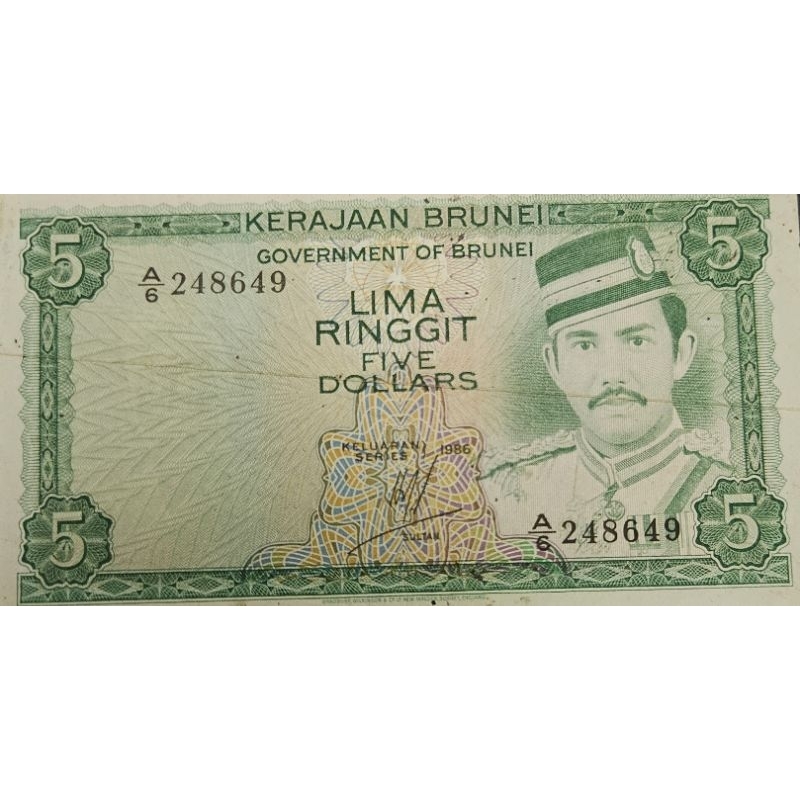 5 KERAJAAN BRUNEI 5
GOVERNMENT OF BRUNEI
A/6 248649
LIMA
RINGGIT
FIVE
DOLLARS
KELUARAN
SERIES 1986
SULTAN
5 A/6 248649 5